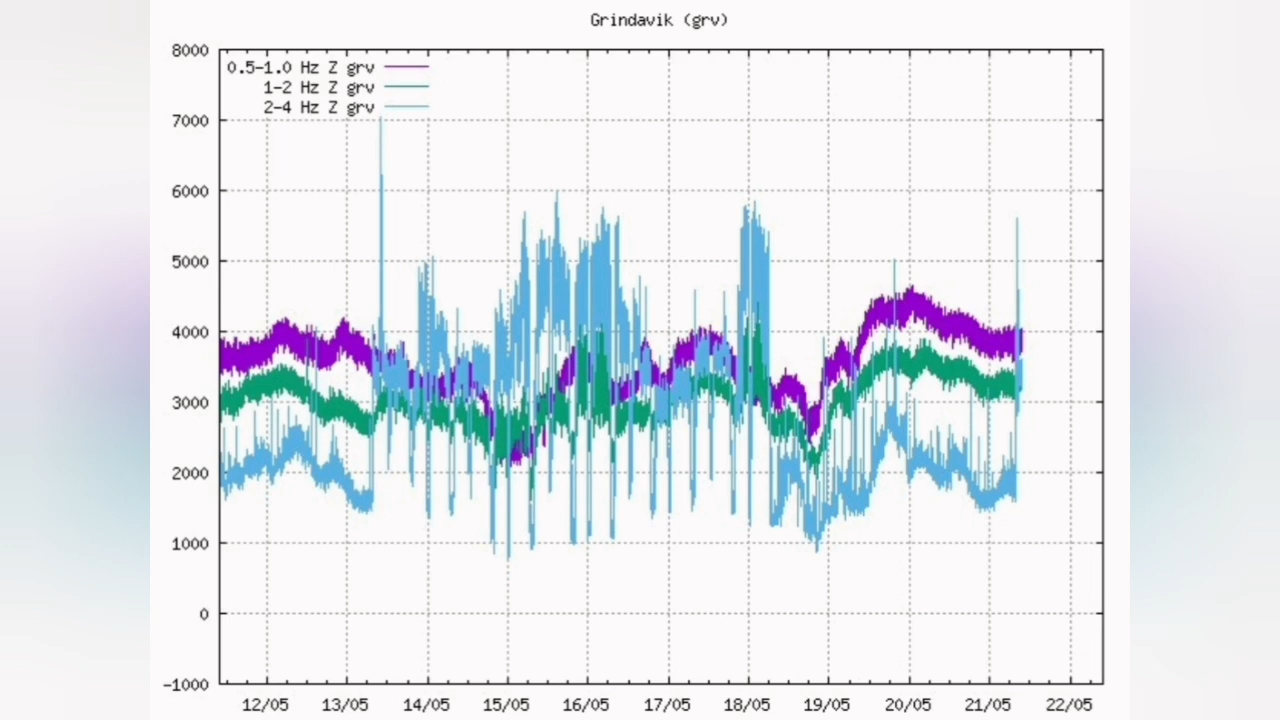 Grindavik (grv)
0.5-1.0 Hz Z grv
1-2 Hz Z grv
2-4 Hz Z grv
8000
7000
6000
5000
4000
3000
2000
1000
0
-1000
12/05 13/05 14/05 15/05 16/05 17/05 18/05 19/05 20/05 21/05 22/05